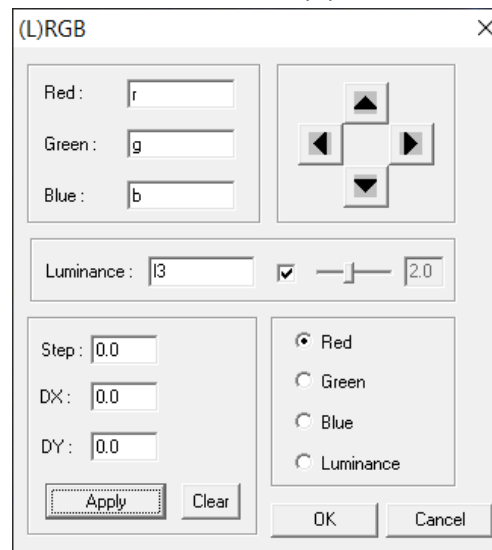 (L)RGB
Red : r
Green : g
Blue : b
Luminance : l3 2.0
Step : 0.0
DX : 0.0
DY : 0.0
Apply Clear
Red
Green
Blue
Luminance
OK Cancel